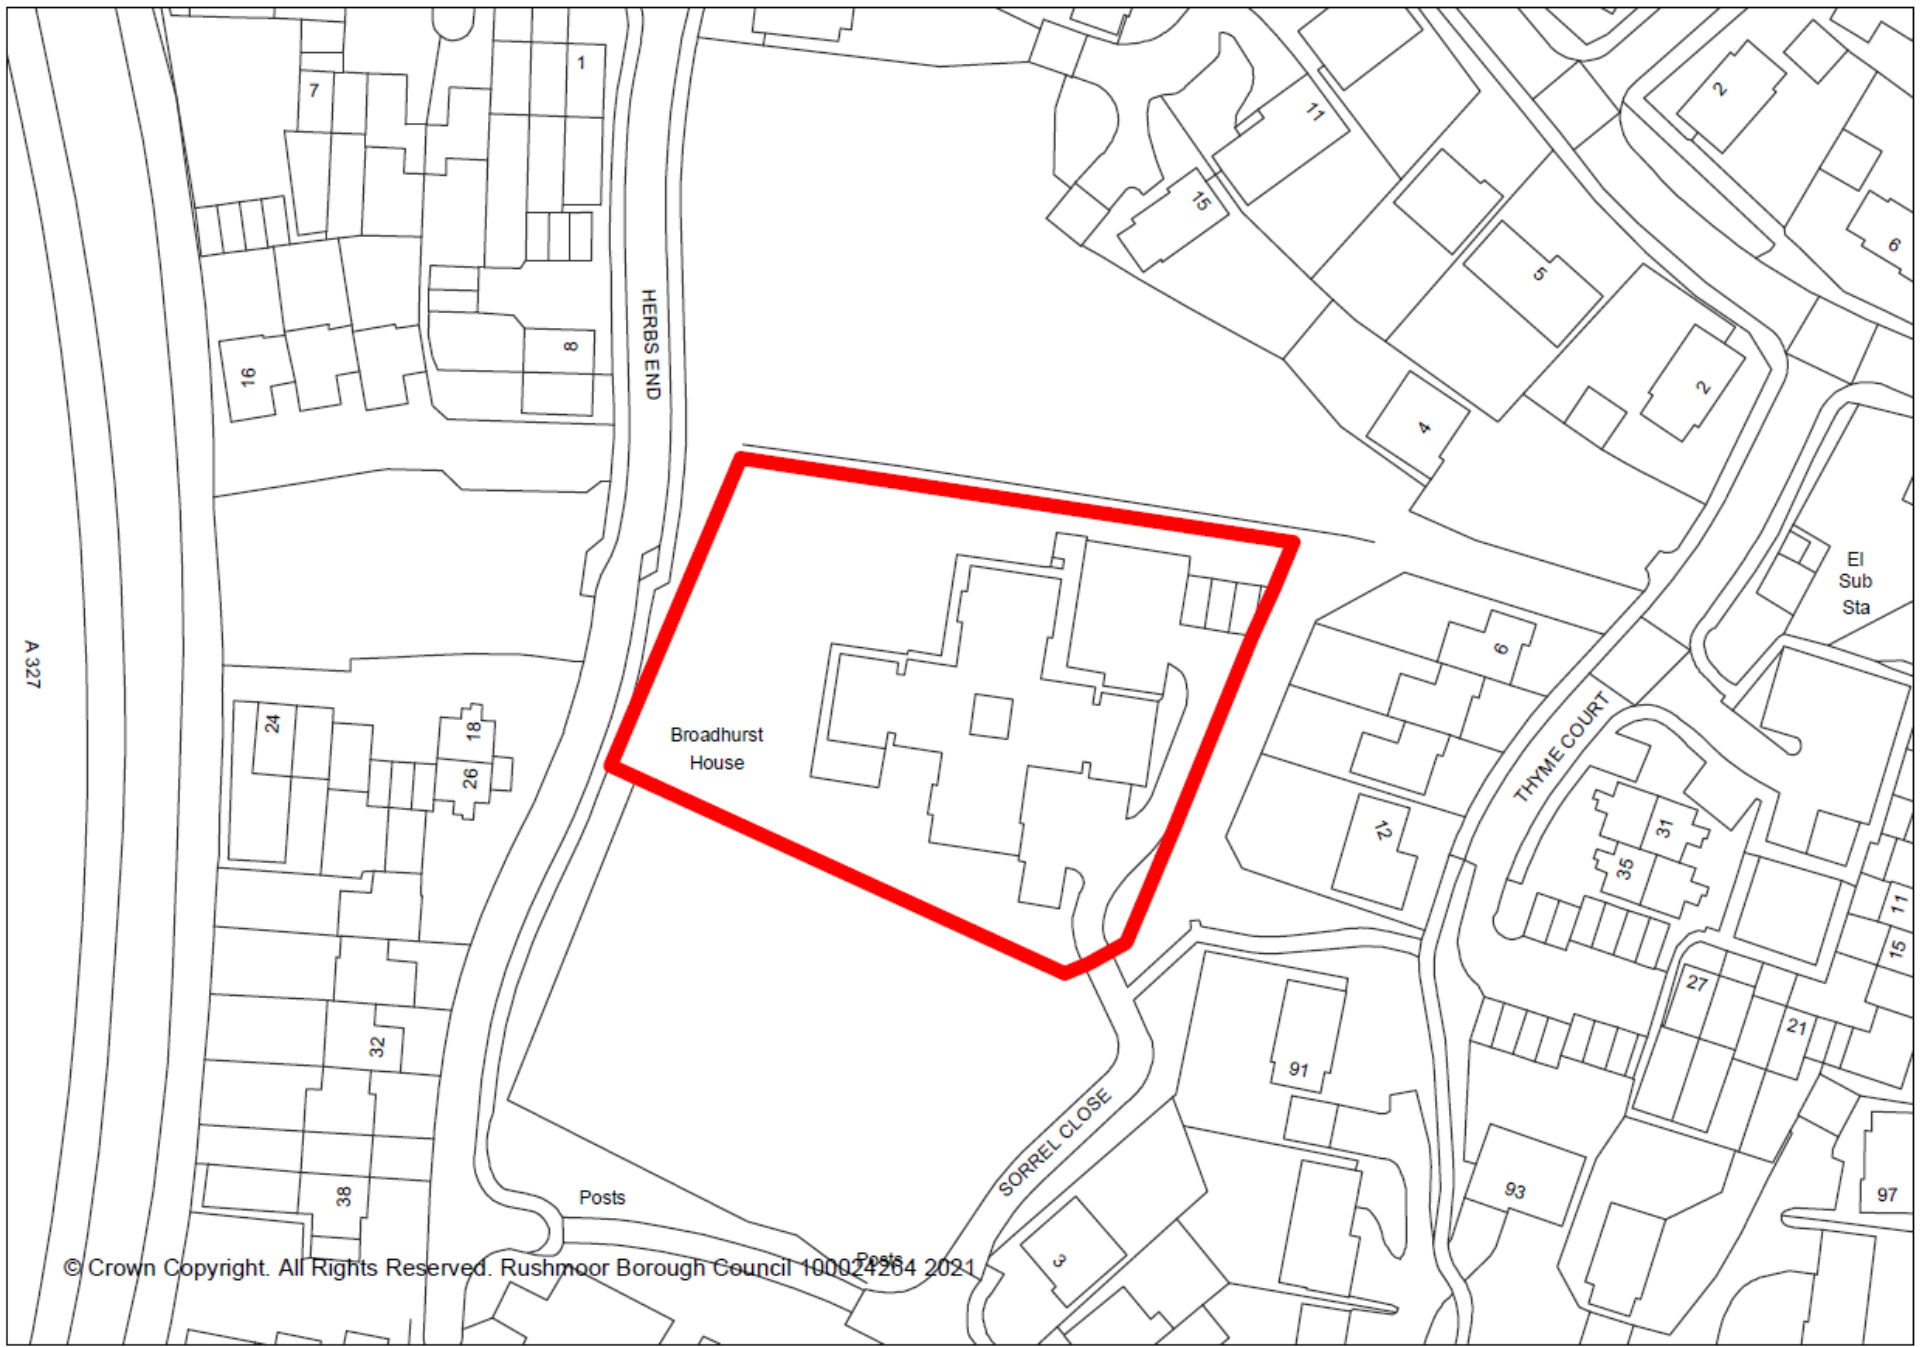 1
7
2
11
15
6
5
HERBS END
8
16
2
4
El
Sub
Sta
A 327
6
THYME COURT
24
18
Broadhurst
House
26
12
31
35
11
15
27
21
32
91
SORREL CLOSE
93
97
38
Posts
3
Posts
© Crown Copyright. All Rights Reserved. Rushmoor Borough Council 100024264 2021